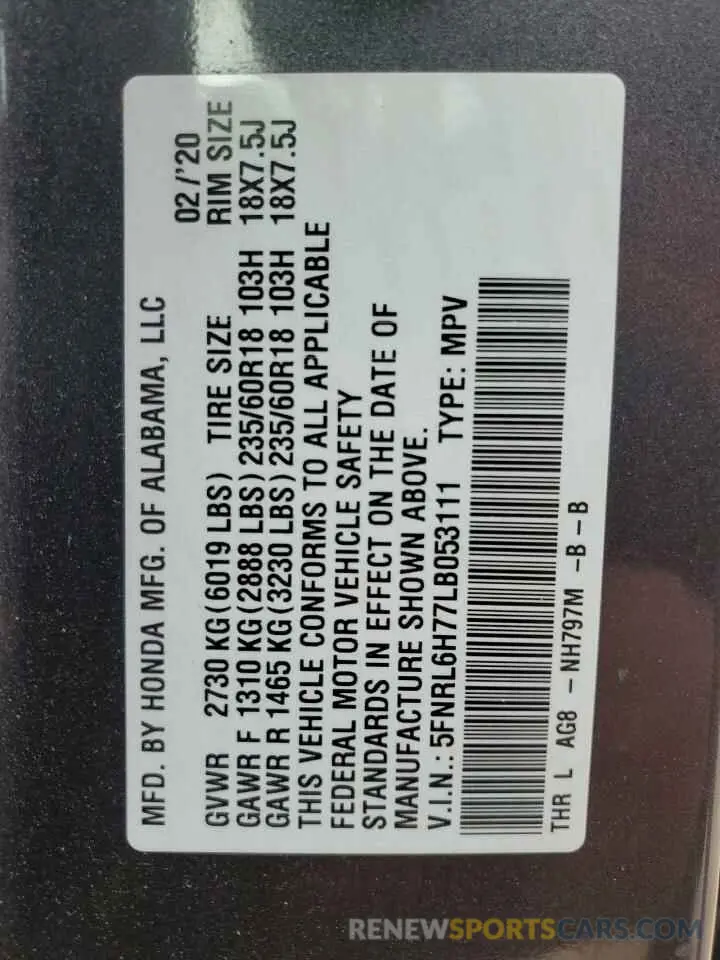 MFD. BY HONDA MFG. OF ALABAMA, LLC 02/'20
GVWR 2730 KG(6019 LBS) TIRE SIZE RIM SIZE
GAWR F 1310 KG(2888 LBS)235/60R18 103H 18X7.5J
GAWR R 1465 KG(3230 LBS)235/60R18 103H 18X7.5J
THIS VEHICLE CONFORMS TO ALL APPLICABLE
FEDERAL MOTOR VEHICLE SAFETY
STANDARDS IN EFFECT ON THE DATE OF
MANUFACTURE SHOWN ABOVE.
V.I.N.: 5FNRL6H77LB053111 TYPE: MPV
THR L AG8 -NH797M -B-B
RENEWSPORTSCARS.COM